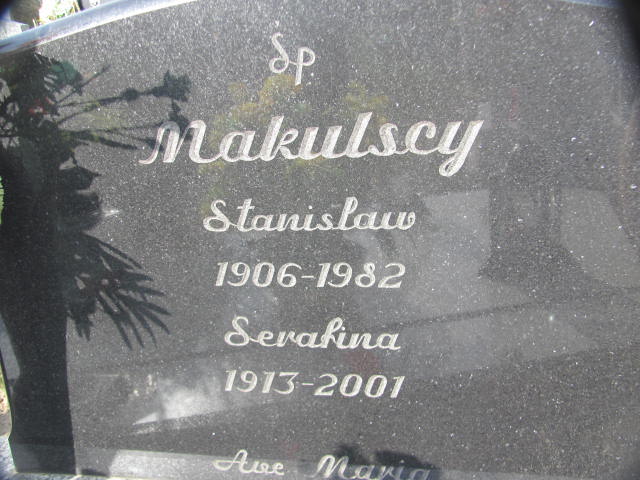 Śp
Makulscy
Stanisław
1906-1982
Serafina
1913-2001
Ave Maria